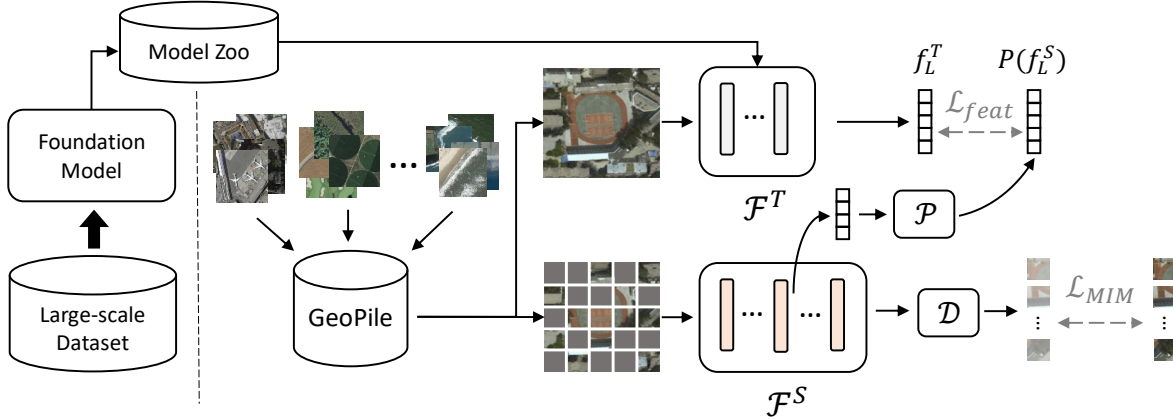 Model Zoo
Foundation
Model
Large-scale
Dataset
GeoPile
...
...
ℱ^T
f_L^T
P(f_L^S)
ℒ_feat
𝒫
...
...
ℱ^S
𝒟
ℒ_MIM
⋮
⋮